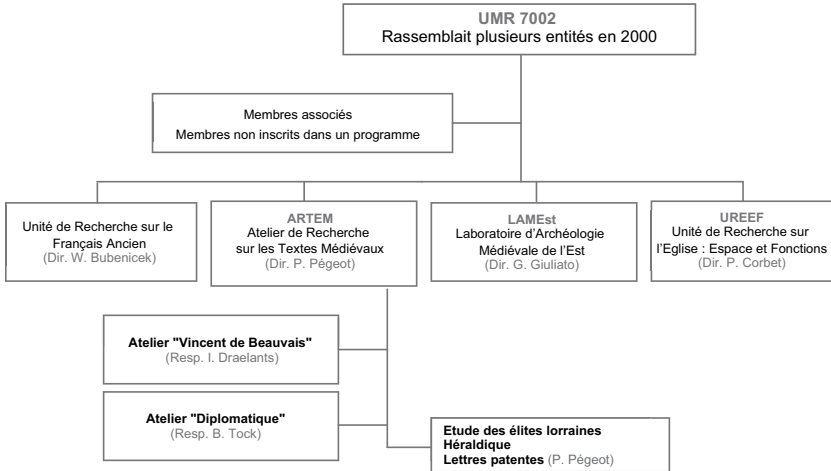 UMR 7002
Rassemblait plusieurs entités en 2000
Membres associés
Membres non inscrits dans un programme
Unité de Recherche sur le
Français Ancien
(Dir. W. Bubenicek)
ARTEM
Atelier de Recherche
sur les Textes Médiévaux
(Dir. P. Pégeot)
LAMEst
Laboratoire d'Archéologie
Médiévale de l'Est
(Dir. G. Giuliato)
UREEF
Unité de Recherche sur
l'Eglise : Espace et Fonctions
(Dir. P. Corbet)
Atelier "Vincent de Beauvais"
(Resp. I. Draelants)
Atelier "Diplomatique"
(Resp. B. Tock)
Etude des élites lorraines
Héraldique
Lettres patentes (P. Pégeot)